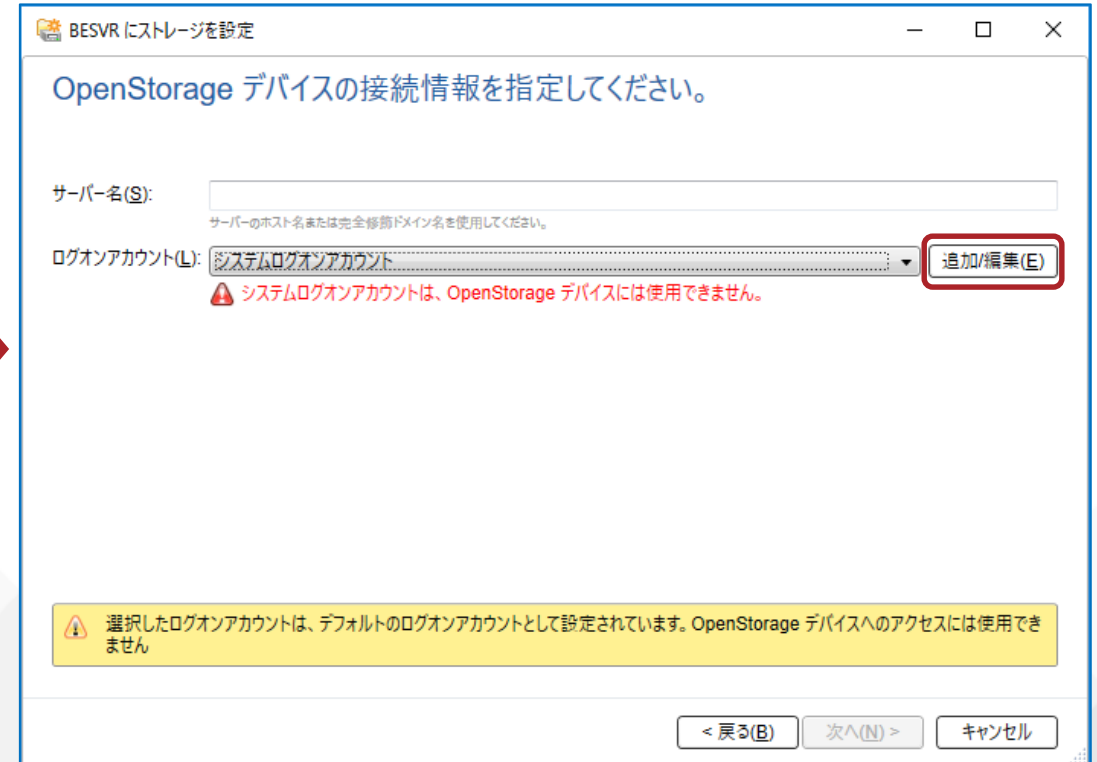 BESVR にストレージを設定
OpenStorage デバイスの接続情報を指定してください。
サーバー名(S):
サーバーのホスト名または完全修飾ドメイン名を使用してください。
ログオンアカウント(L): システムログオンアカウント 追加/編集(E)
システムログオンアカウントは、OpenStorage デバイスには使用できません。
選択したログオンアカウントは、デフォルトのログオンアカウントとして設定されています。OpenStorage デバイスへのアクセスには使用でき
ません
< 戻る(B) 次へ(N) > キャンセル